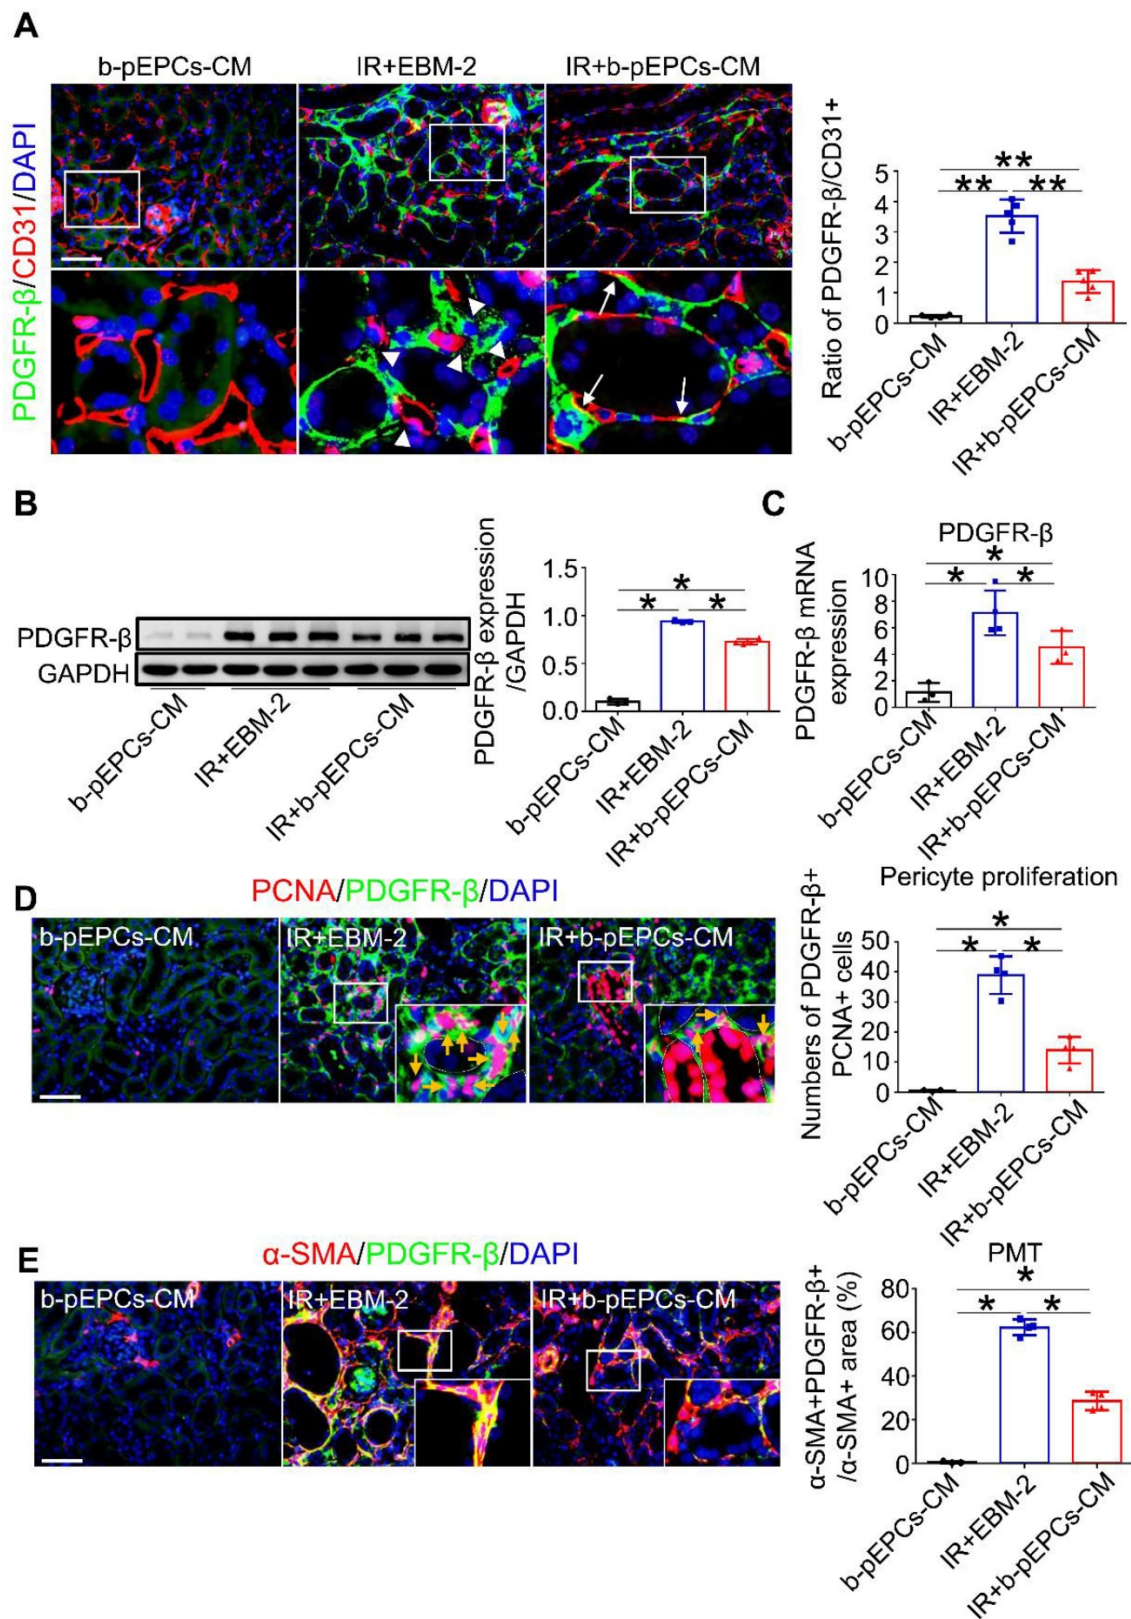 A
b-pEPCs-CM
IR+EBM-2
IR+b-pEPCs-CM
PDGFR-β/CD31/DAPI
Ratio of PDGFR-β/CD31+
5
4
3
2
1
0
**
** **
b-pEPCs-CM
IR+EBM-2
IR+b-pEPCs-CM
B
PDGFR-β
GAPDH
b-pEPCs-CM
IR+EBM-2
IR+b-pEPCs-CM
PDGFR-β expression
/GAPDH
1.5
1.0
0.5
0.0
*
* *
b-pEPCs-CM
IR+EBM-2
IR+b-pEPCs-CM
C
PDGFR-β
PDGFR-β mRNA
expression
10
8
6
4
2
0
*
* *
b-pEPCs-CM
IR+EBM-2
IR+b-pEPCs-CM
D
PCNA/PDGFR-β/DAPI
b-pEPCs-CM
IR+EBM-2
IR+b-pEPCs-CM
Pericyte proliferation
Numbers of PDGFR-β+
PCNA+ cells
50
40
30
20
10
0
*
* *
b-pEPCs-CM
IR+EBM-2
IR+b-pEPCs-CM
E
α-SMA/PDGFR-β/DAPI
b-pEPCs-CM
IR+EBM-2
IR+b-pEPCs-CM
PMT
α-SMA+PDGFR-β+
/α-SMA+ area (%)
80
60
40
20
0
*
* *
b-pEPCs-CM
IR+EBM-2
IR+b-pEPCs-CM